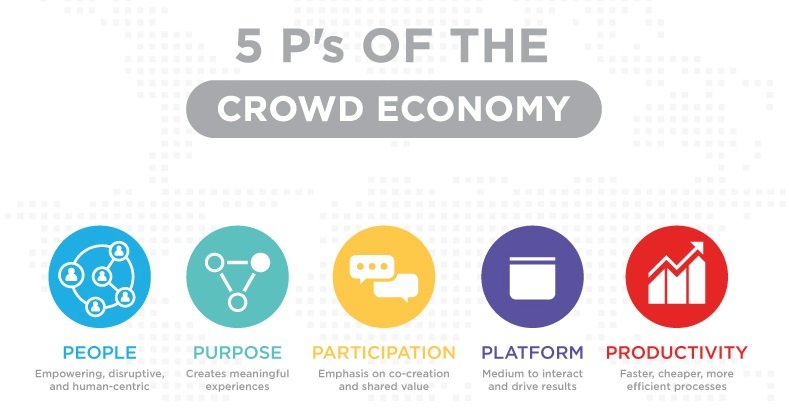 5 P's OF THE
CROWD ECONOMY
PEOPLE
Empowering, disruptive,
and human-centric
PURPOSE
Creates meaningful
experiences
PARTICIPATION
Emphasis on co-creation
and shared value
PLATFORM
Medium to interact
and drive results
PRODUCTIVITY
Faster, cheaper, more
efficient processes